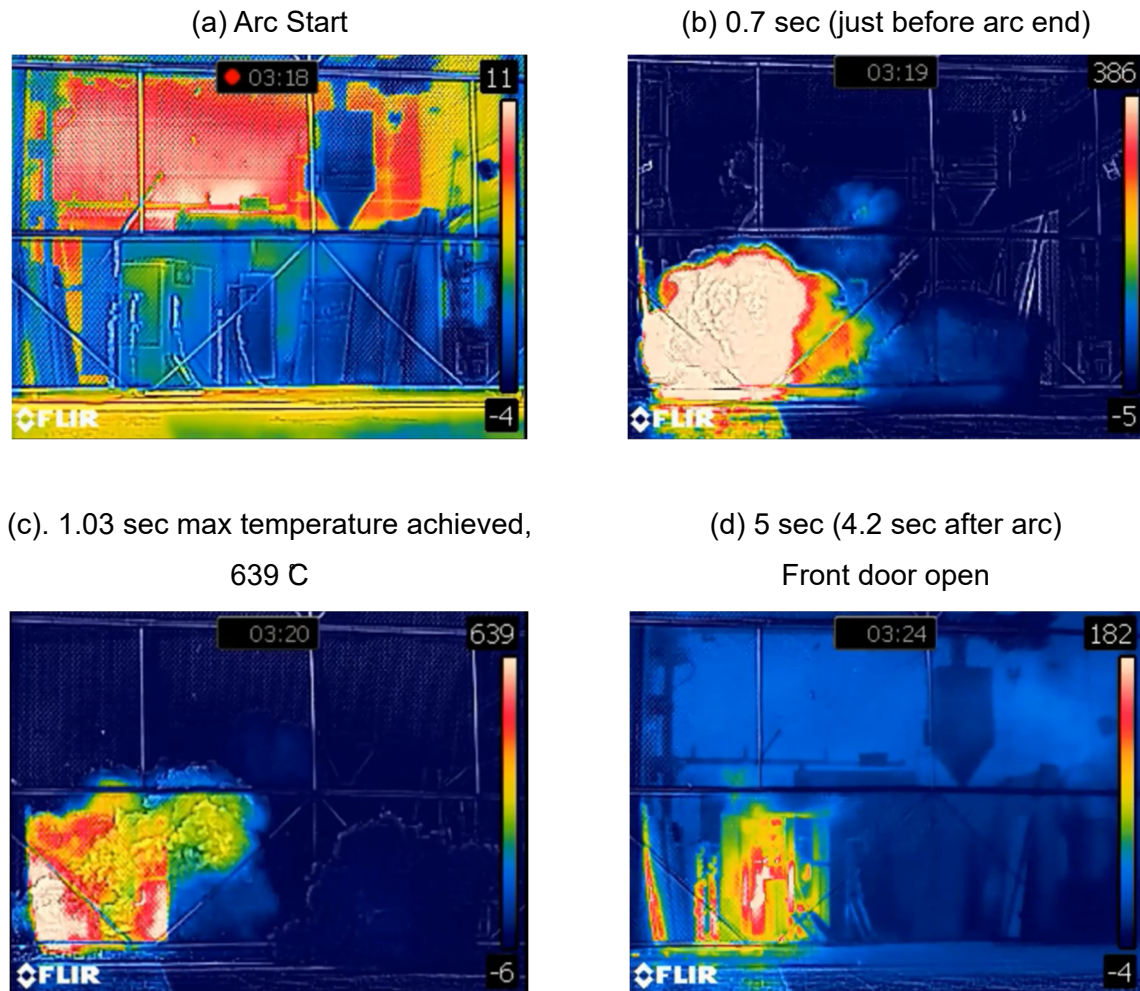 (a) Arc Start
(b) 0.7 sec (just before arc end)
03:18
11
-4
FLIR
03:19
386
-5
FLIR
(c). 1.03 sec max temperature achieved,
639 ℃
(d) 5 sec (4.2 sec after arc)
Front door open
03:20
639
-6
FLIR
03:24
182
-4
FLIR